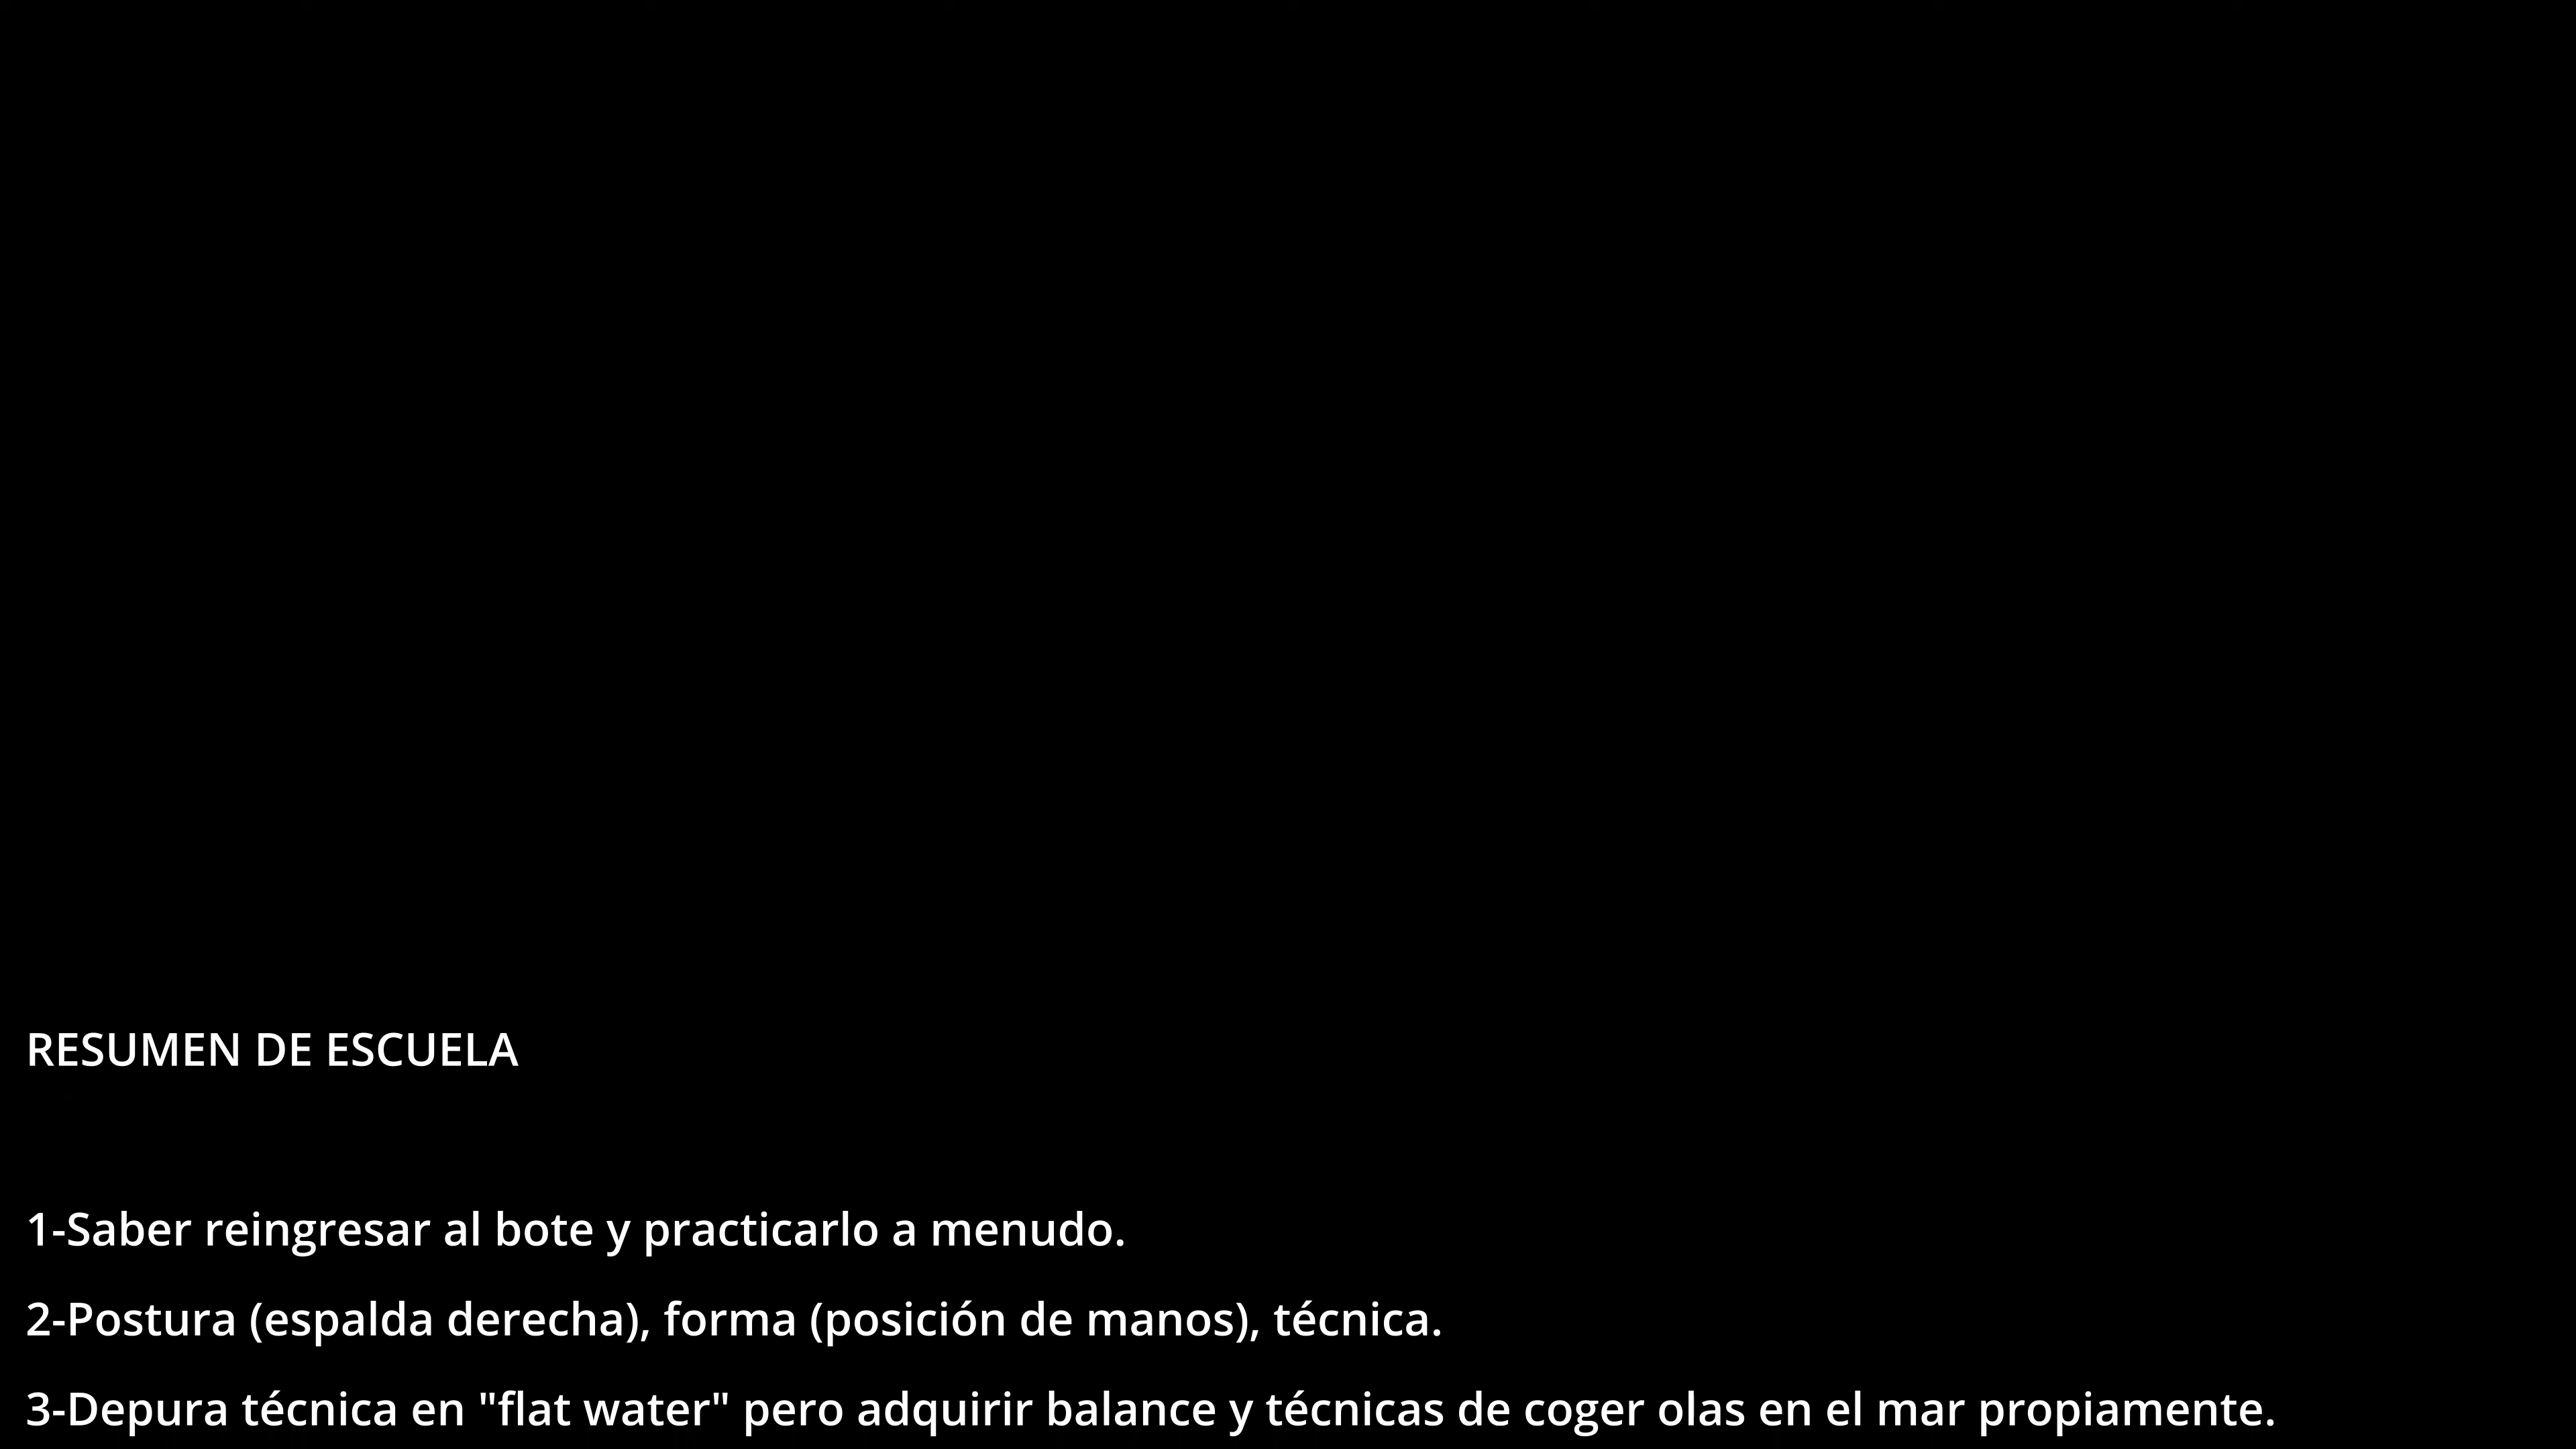 RESUMEN DE ESCUELA
1-Saber reingresar al bote y practicarlo a menudo.
2-Postura (espalda derecha), forma (posición de manos), técnica.
3-Depura técnica en "flat water" pero adquirir balance y técnicas de coger olas en el mar propiamente.